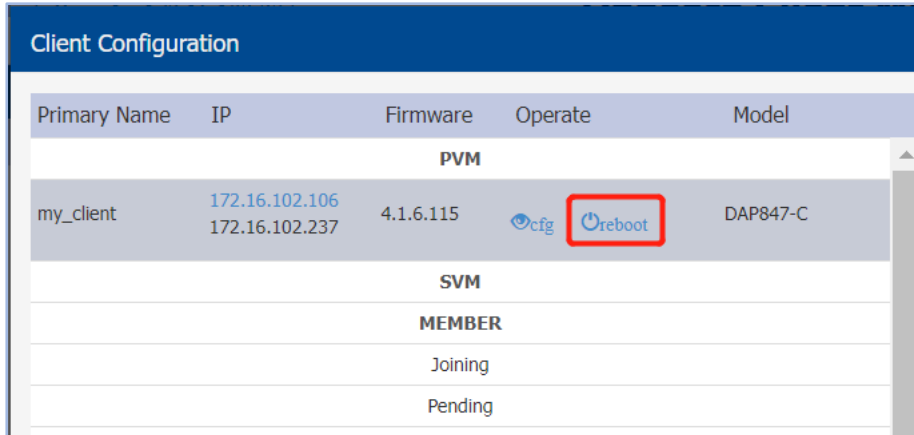 Client Configuration
Primary Name IP Firmware Operate Model
PVM
my_client 172.16.102.106 172.16.102.237 4.1.6.115 cfg reboot DAP847-C
SVM
MEMBER
Joining
Pending